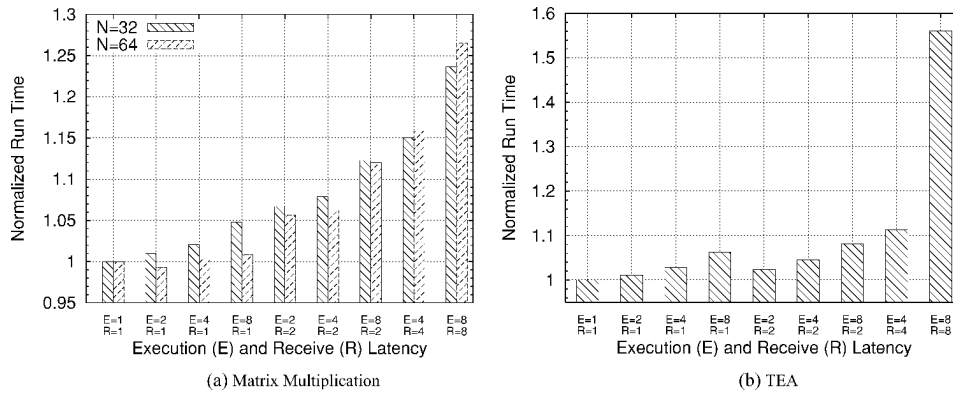 1.3
1.25
1.2
1.15
1.1
1.05
1
0.95
Normalized Run Time
N=32
N=64
E=1 E=2 E=4 E=8 E=2 E=4 E=8 E=4 E=8
R=1 R=1 R=1 R=1 R=2 R=2 R=2 R=4 R=8
Execution (E) and Receive (R) Latency
(a) Matrix Multiplication
1.6
1.5
1.4
1.3
1.2
1.1
1
Normalized Run Time
E=1 E=2 E=4 E=8 E=2 E=4 E=8 E=4 E=8
R=1 R=1 R=1 R=1 R=2 R=2 R=2 R=4 R=8
Execution (E) and Receive (R) Latency
(b) TEA